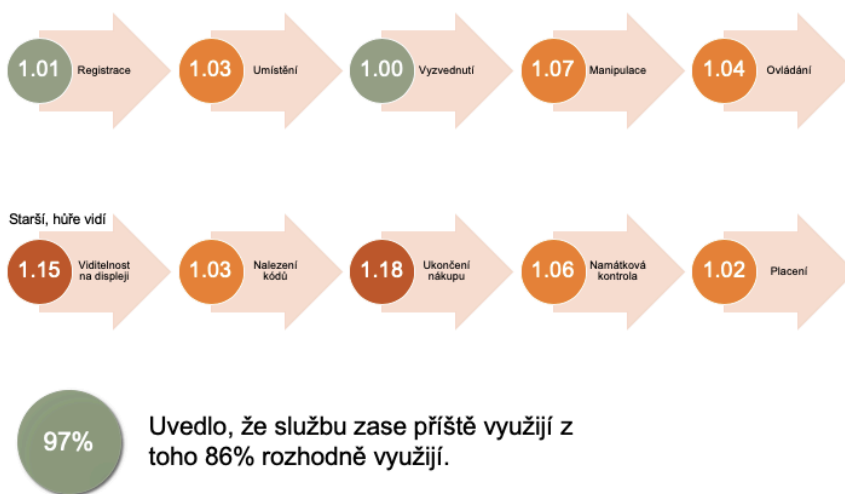 1.01 Registrace
1.03 Umístění
1.00 Vyzvednutí
1.07 Manipulace
1.04 Ovládání
Starší, hůře vidí
1.15 Viditelnost
na displeji
1.03 Nalezení
kódů
1.18 Ukončení
nákupu
1.06 Namátková
kontrola
1.02 Placení
97%
Uvedlo, že službu zase příště využijí z
toho 86% rozhodně využijí.